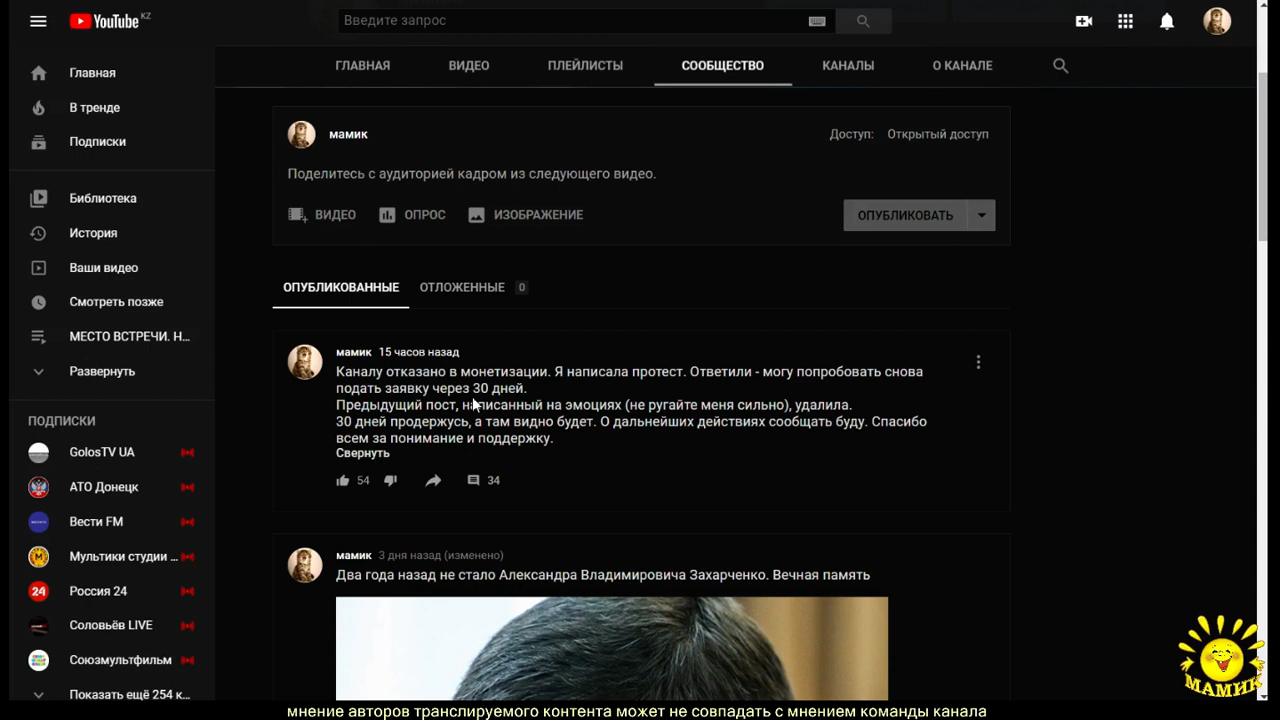 YouTube KZ
Введите запрос
Главная
В тренде
Подписки
Библиотека
История
Ваши видео
Смотреть позже
МЕСТО ВСТРЕЧИ. Н...
Развернуть
ПОДПИСКИ
GolosTV UA
АТО Донецк
Вести FM
Мультики студии ...
Россия 24
Соловьёв LIVE
Союзмультфильм
Показать ещё 254 к...
ГЛАВНАЯ
ВИДЕО
ПЛЕЙЛИСТЫ
СООБЩЕСТВО
КАНАЛЫ
О КАНАЛЕ
мамик
Доступ: Открытый доступ
Поделитесь с аудиторией кадром из следующего видео.
ВИДЕО
ОПРОС
ИЗОБРАЖЕНИЕ
ОПУБЛИКОВАТЬ
ОПУБЛИКОВАННЫЕ
ОТЛОЖЕННЫЕ 0
мамик 15 часов назад
Каналу отказано в монетизации. Я написала протест. Ответили - могу попробовать снова
подать заявку через 30 дней.
Предыдущий пост, написанный на эмоциях (не ругайте меня сильно), удалила.
30 дней продержусь, а там видно будет. О дальнейших действиях сообщать буду. Спасибо
всем за понимание и поддержку.
Свернуть
54
34
мамик 3 дня назад (изменено)
Два года назад не стало Александра Владимировича Захарченко. Вечная память
24
МАМИК
мнение авторов транслируемого контента может не совпадать с мнением команды канала